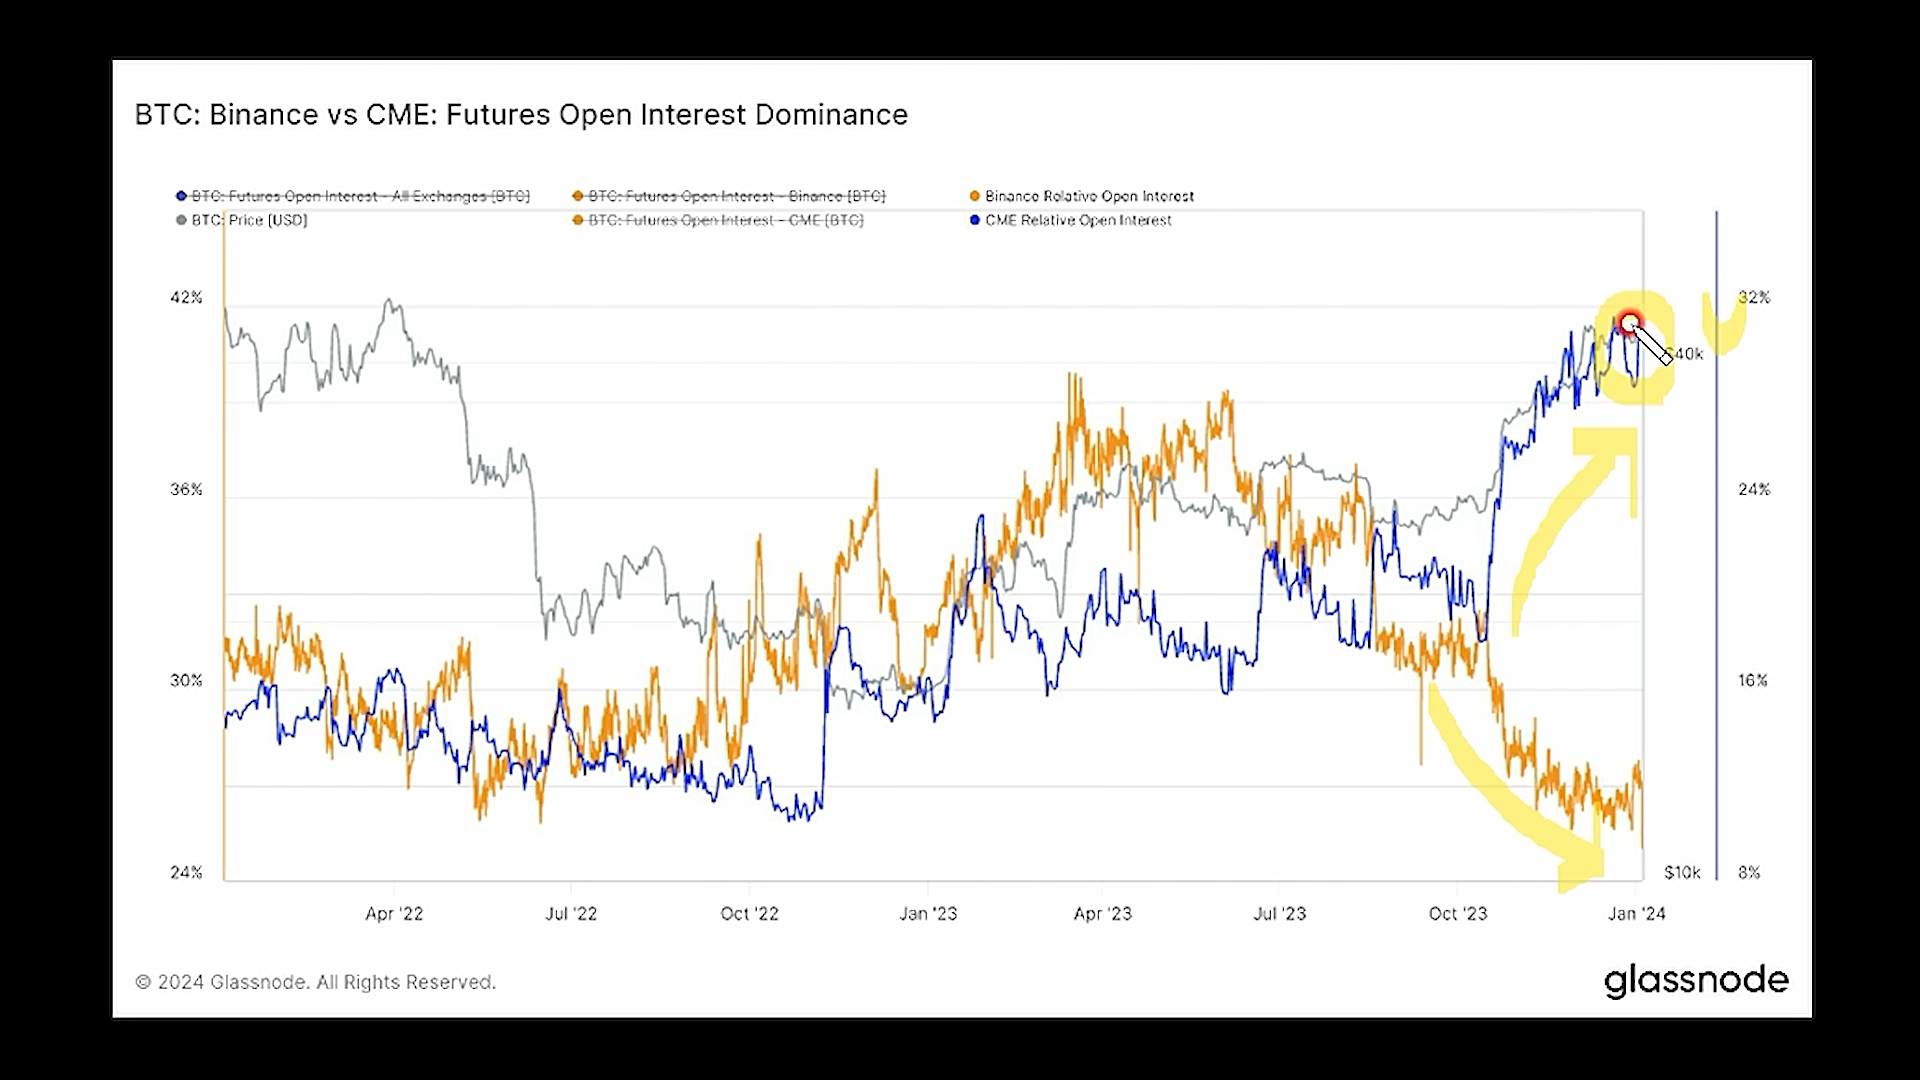 BTC: Binance vs CME: Futures Open Interest Dominance
BTC: Futures Open Interest - All Exchanges [BTC]
BTC: Futures Open Interest - Binance [BTC]
Binance Relative Open Interest
BTC: Price [USD]
BTC: Futures Open Interest - CME [BTC]
CME Relative Open Interest
42%
32%
$40k
36%
24%
30%
16%
24%
$10k
8%
Apr '22
Jul '22
Oct '22
Jan '23
Apr '23
Jul '23
Oct '23
Jan '24
© 2024 Glassnode. All Rights Reserved.
glassnode